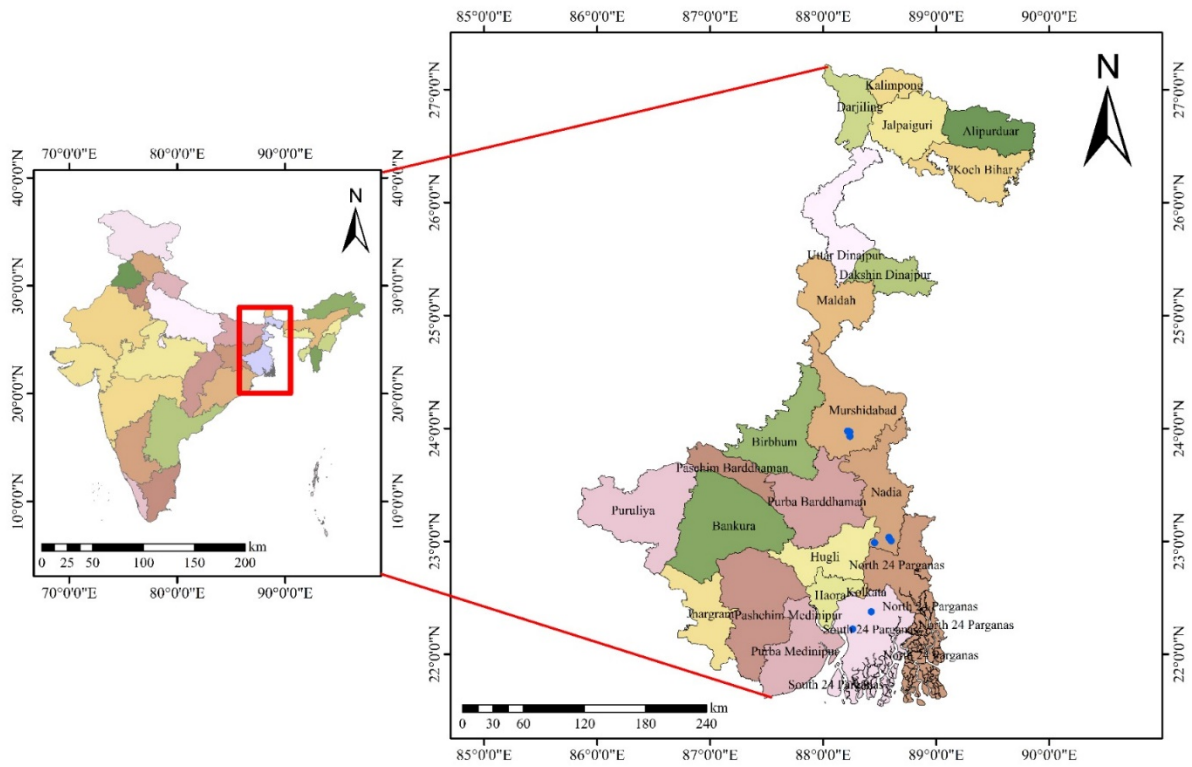 85°0'0"E 86°0'0"E 87°0'0"E 88°0'0"E 89°0'0"E 90°0'0"E
27°0'0"N
26°0'0"N
25°0'0"N
24°0'0"N
23°0'0"N
22°0'0"N
N
Kalimpong
Darjiling
Jalpaiguri
Alipurduar
Koch Bihar
Uttar Dinajpur
Dakshin Dinajpur
Maldah
Murshidabad
Birbhum
Paschim Barddhaman
Purba Barddhaman
Nadia
Puruliya
Bankura
Hugli
North 24 Parganas
Haora
Kolkata
North 24 Parganas
Jhargram
Pashchim Medinipur
South 24 Parganas
North 24 Parganas
Purba Medinipur
North 24 Parganas
South 24 Parganas
km
0 30 60 120 180 240
27°0'0"N
26°0'0"N
25°0'0"N
24°0'0"N
23°0'0"N
22°0'0"N
85°0'0"E 86°0'0"E 87°0'0"E 88°0'0"E 89°0'0"E 90°0'0"E
70°0'0"E 80°0'0"E 90°0'0"E
40°0'0"N
30°0'0"N
20°0'0"N
10°0'0"N
N
km
0 25 50 100 150 200
40°0'0"N
30°0'0"N
20°0'0"N
10°0'0"N
70°0'0"E 80°0'0"E 90°0'0"E